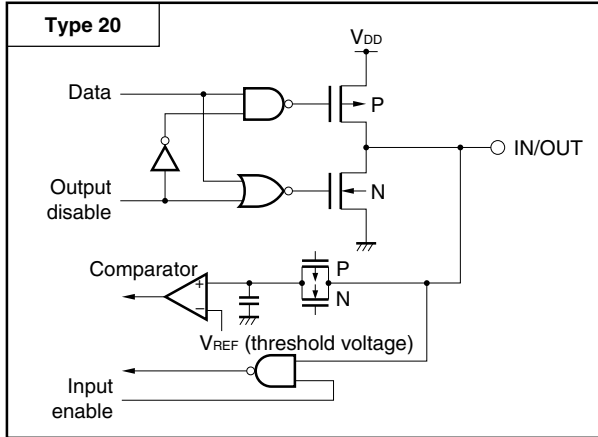 Type 20
VDD
Data
P
IN/OUT
Output
disable
N
Comparator
P
N
+
−
VREF (threshold voltage)
Input
enable